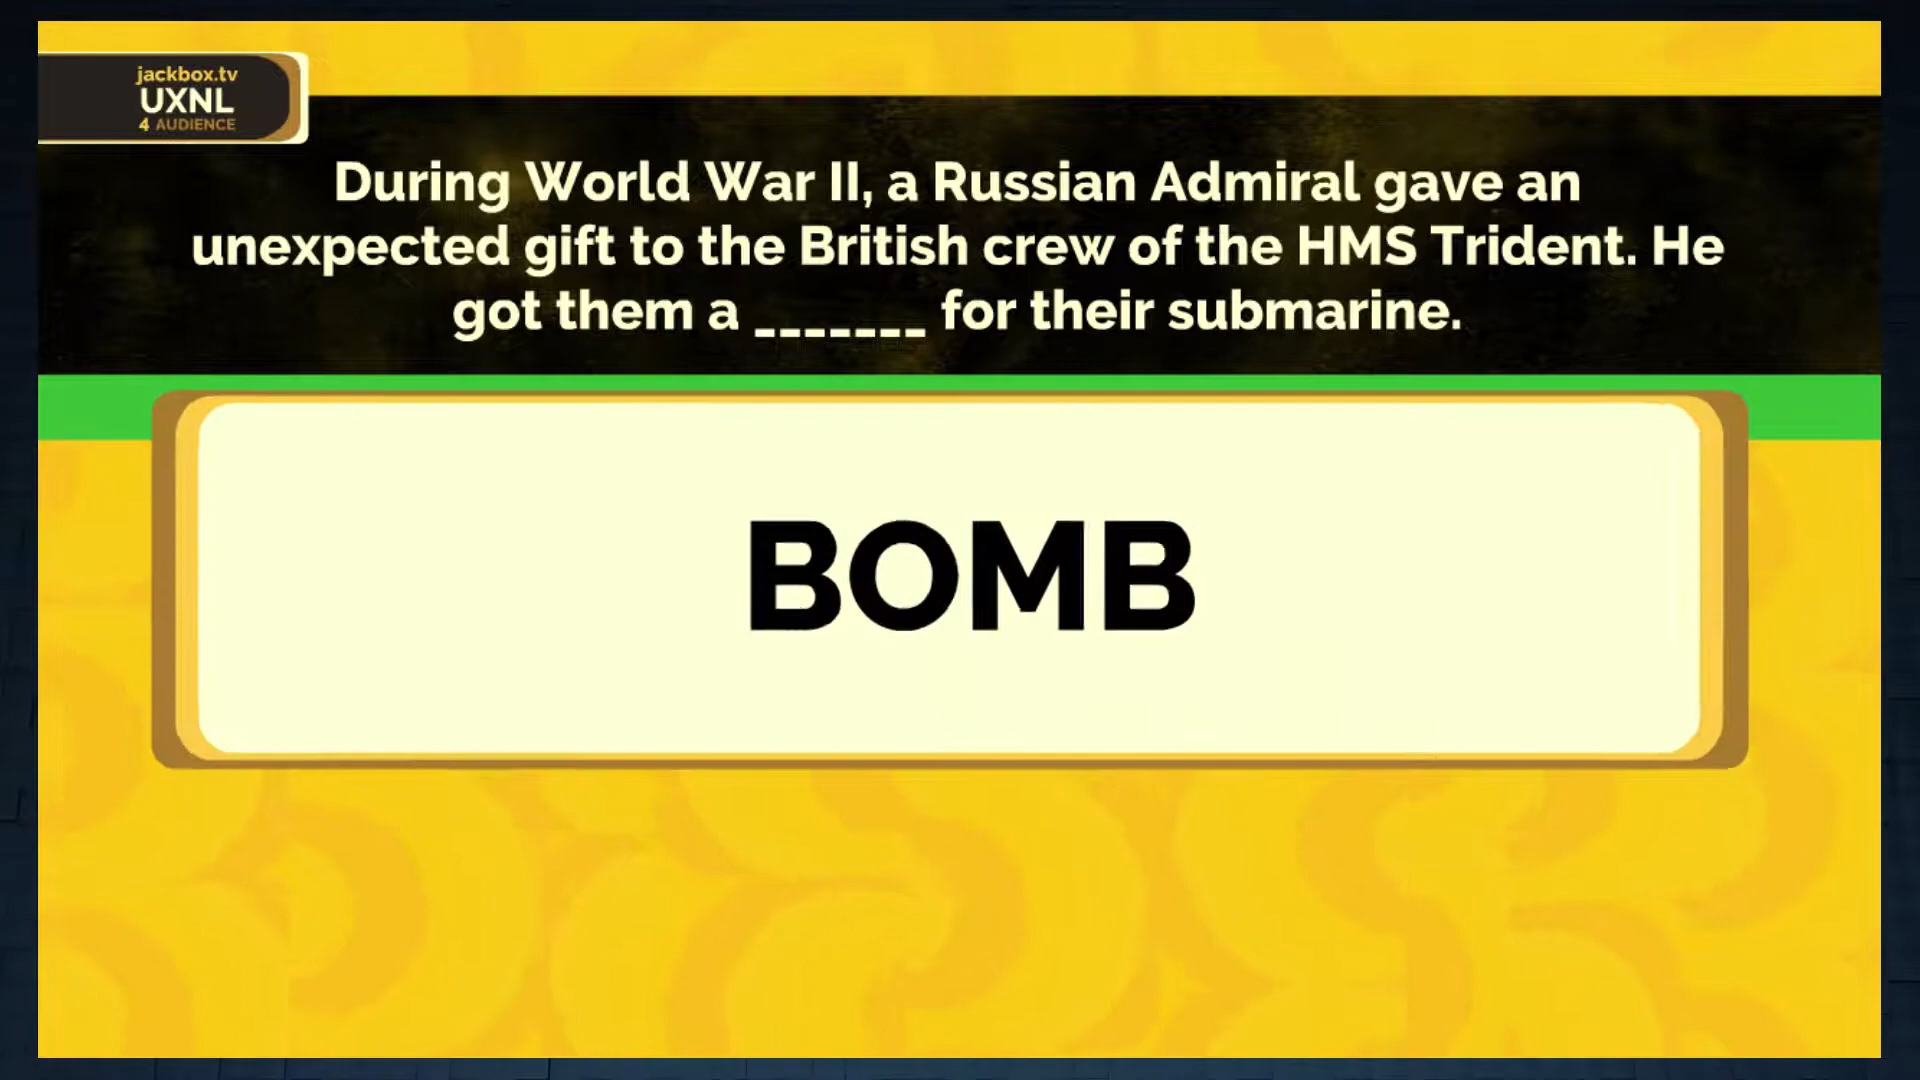 jackbox.tv
UXNL
4 AUDIENCE
During World War II, a Russian Admiral gave an
unexpected gift to the British crew of the HMS Trident. He
got them a _______ for their submarine.
BOMB